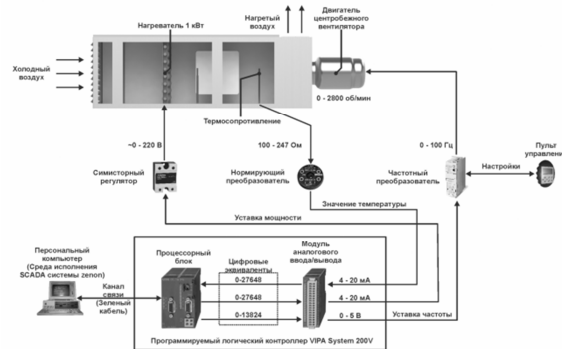 Нагреватель 1 кВт
Нагретый
воздух
Двигатель
центробежного
вентилятора
Холодный
воздух
0 - 2800 об/мин
Термосопротивление
~0 - 220 В
100 - 247 Ом
0 - 100 Гц
Симисторный
регулятор
Нормирующий
преобразователь
Частотный
преобразователь
Настройки
Пульт
управлени
Значение температуры
Уставка мощности
Персональный
компьютер
(Среда исполнения
SCADA системы zenon)
Канал
связи
(Зеленый
кабель)
Процессорный
блок
Цифровые
эквиваленты
Модуль
аналогового
ввода/вывода
0-27648
4 - 20 мА
0-27648
4 - 20 мА
0-13824
0 - 5 В
Уставка частоты
Программируемый логический контроллер VIPA System 200V